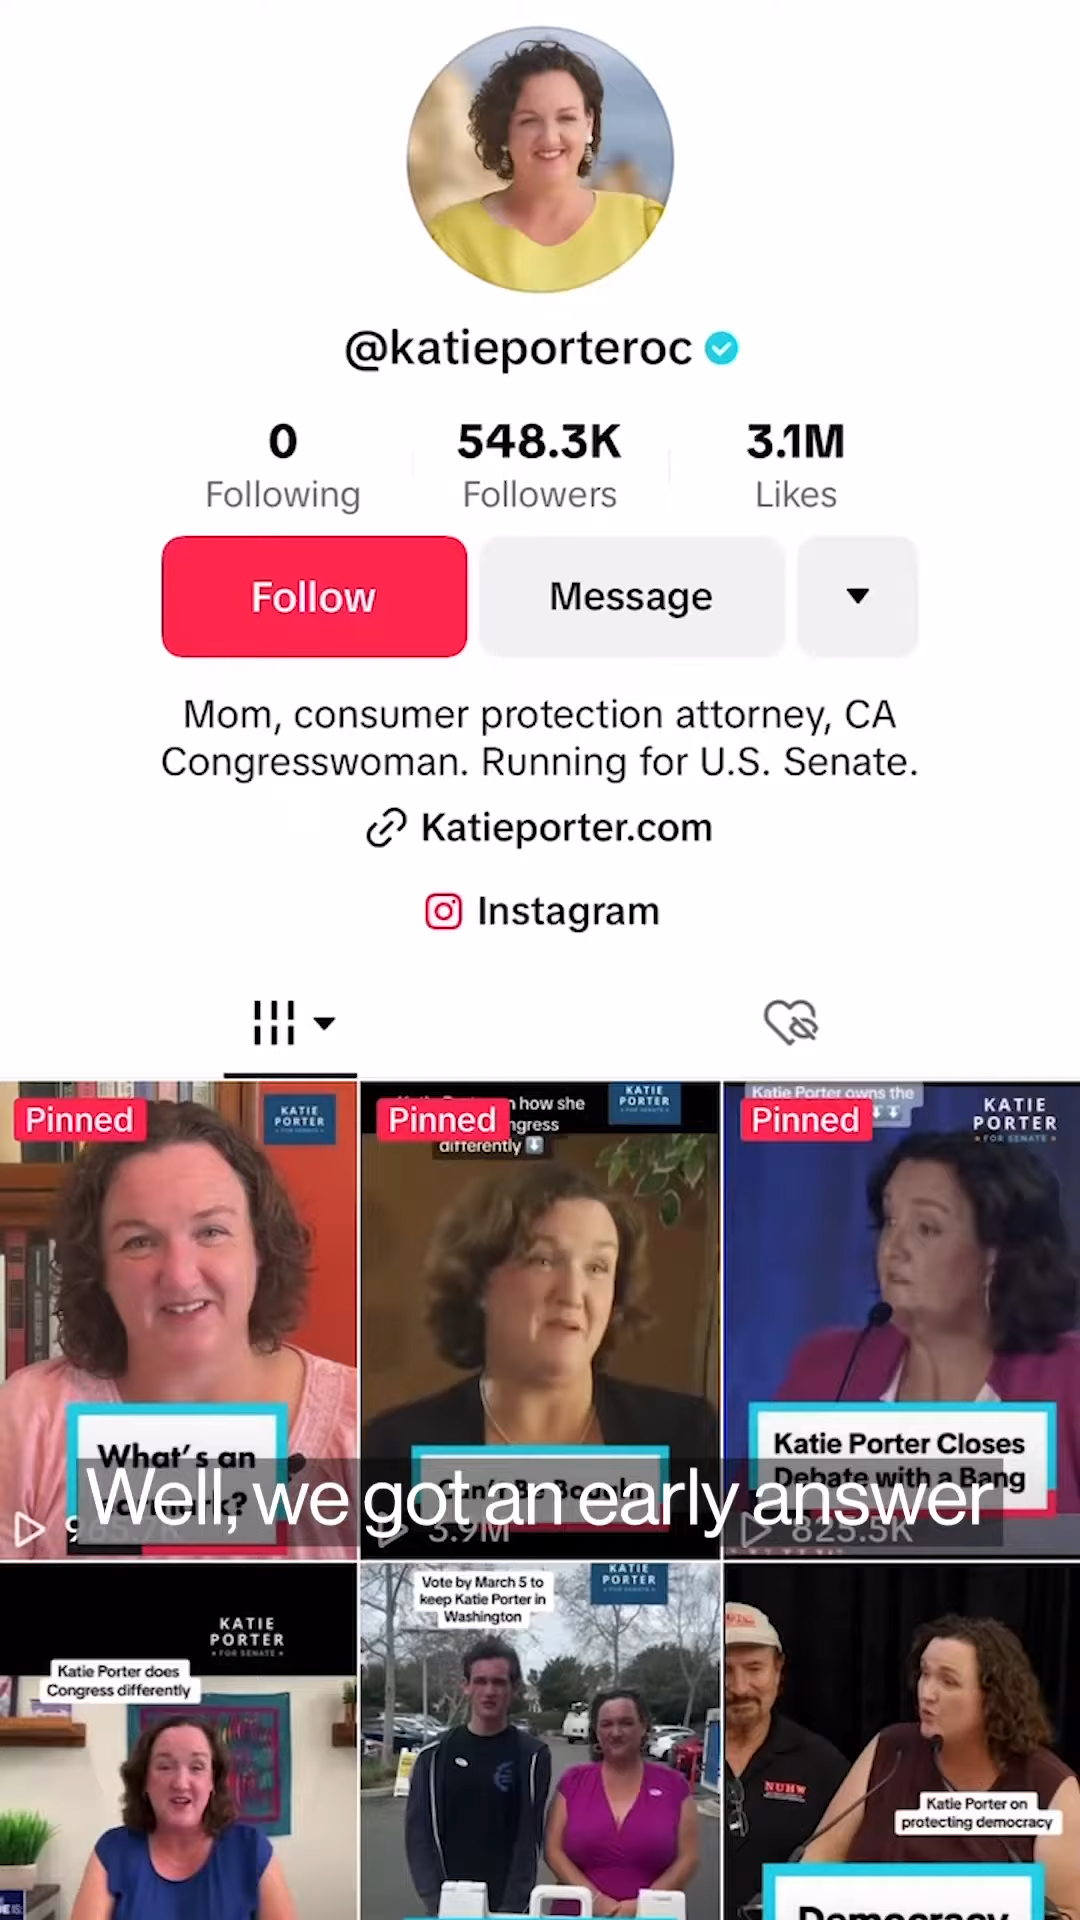 @katieporteroc
0
Following
548.3K
Followers
3.1M
Likes
Follow
Message
Mom, consumer protection attorney, CA
Congresswoman. Running for U.S. Senate.
Katieporter.com
Instagram
Pinned
KATIE
PORTER
FOR SENATE
What's an
earmark?
Pinned
n how she
ngress
differently
KATIE
PORTER
Can't Be Bought
3.9M
Pinned
Katie Porter owns the
KATIE
PORTER
FOR SENATE
Katie Porter Closes
Debate with a Bang
825.5K
Well, we got an early answer
KATIE
PORTER
FOR SENATE
Katie Porter does
Congress differently
Vote by March 5 to
keep Katie Porter in
Washington
KATIE
PORTER
NUHW
Katie Porter on
protecting democracy
Democracy